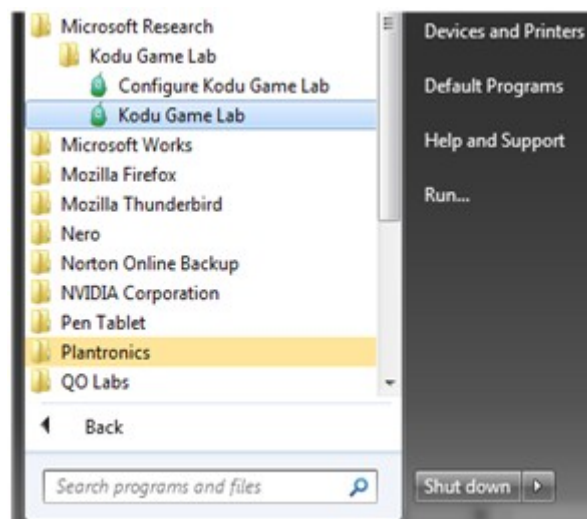 Microsoft Research
Kodu Game Lab
Configure Kodu Game Lab
Kodu Game Lab
Microsoft Works
Mozilla Firefox
Mozilla Thunderbird
Nero
Norton Online Backup
NVIDIA Corporation
Pen Tablet
Plantronics
QO Labs
Back
Search programs and files
Devices and Printers
Default Programs
Help and Support
Run...
Shut down